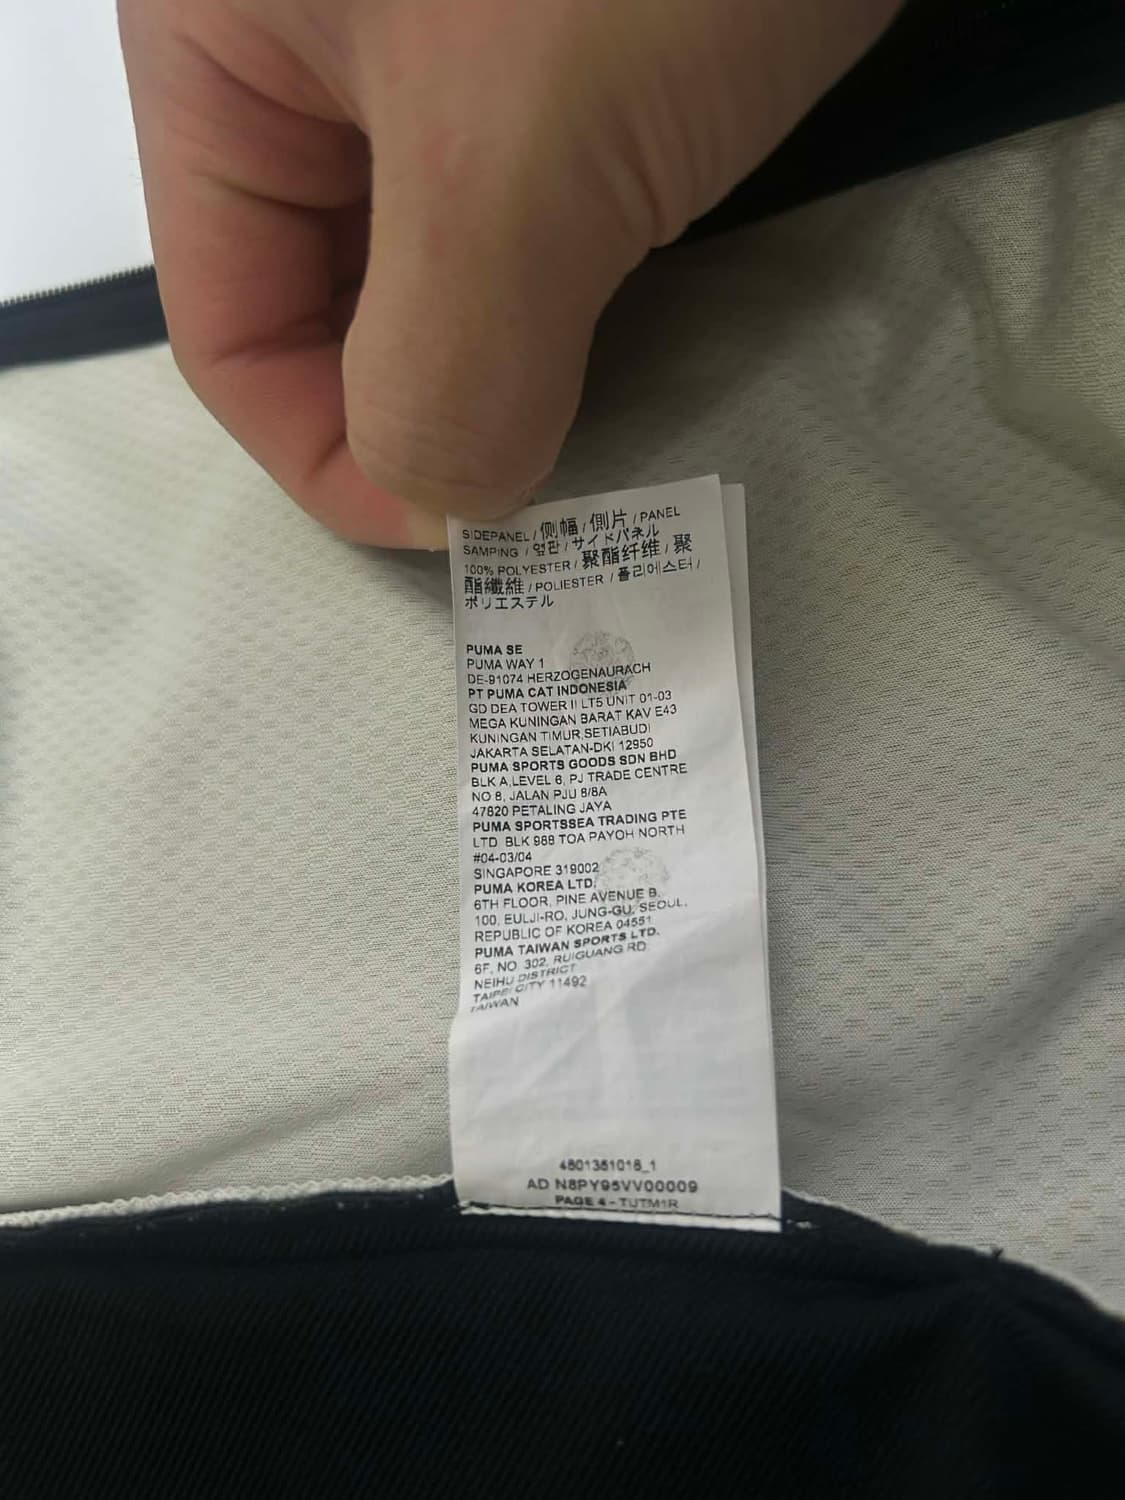 SIDEPANEL / 侧幅 / 側片 / PANEL
SAMPING / 옆판 / サイドパネル
100% POLYESTER / 聚酯纤维 / 聚
酯纖維 / POLIESTER / 폴리에스터 /
ポリエステル
PUMA SE
PUMA WAY 1
DE-91074 HERZOGENAURACH
PT PUMA CAT INDONESIA
GD DEA TOWER II LT5 UNIT 01-03
MEGA KUNINGAN BARAT KAV E43
KUNINGAN TIMUR,SETIABUDI
JAKARTA SELATAN-DKI 12950
PUMA SPORTS GOODS SDN BHD
BLK A,LEVEL 6, PJ TRADE CENTRE
NO 8, JALAN PJU 8/8A
47820 PETALING JAYA
PUMA SPORTSSEA TRADING PTE
LTD BLK 988 TOA PAYOH NORTH
#04-03/04
SINGAPORE 319002
PUMA KOREA LTD.
6TH FLOOR, PINE AVENUE B,
100, EULJI-RO, JUNG-GU, SEOUL,
REPUBLIC OF KOREA 04551
PUMA TAIWAN SPORTS LTD.
6F, NO. 302, RUIGUANG RD
NEIHU DISTRICT
TAIPEI CITY 11492
TAIWAN
4801351018_1
AD N8PY95VV00009
PAGE 4 - TUTM1R